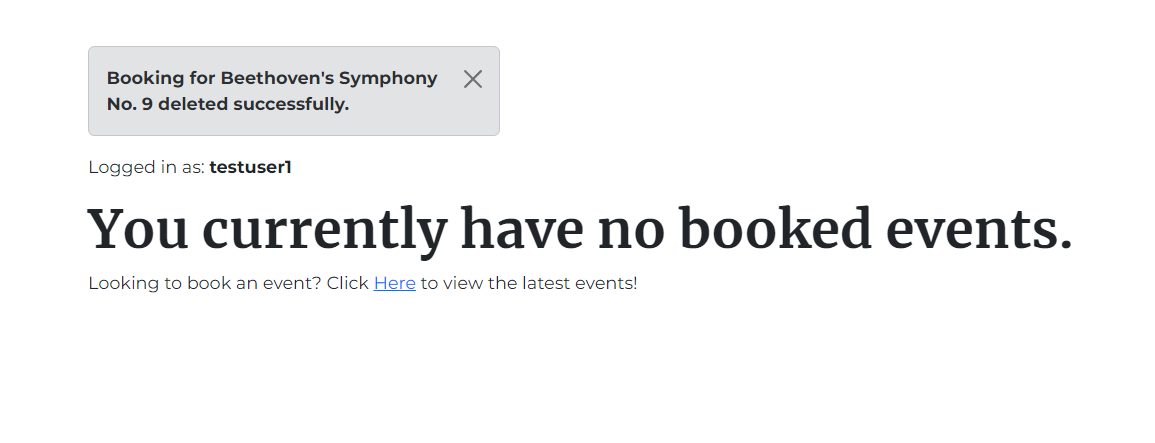 Booking for Beethoven's Symphony
No. 9 deleted successfully.
Logged in as: testuser1
You currently have no booked events.
Looking to book an event? Click Here to view the latest events!